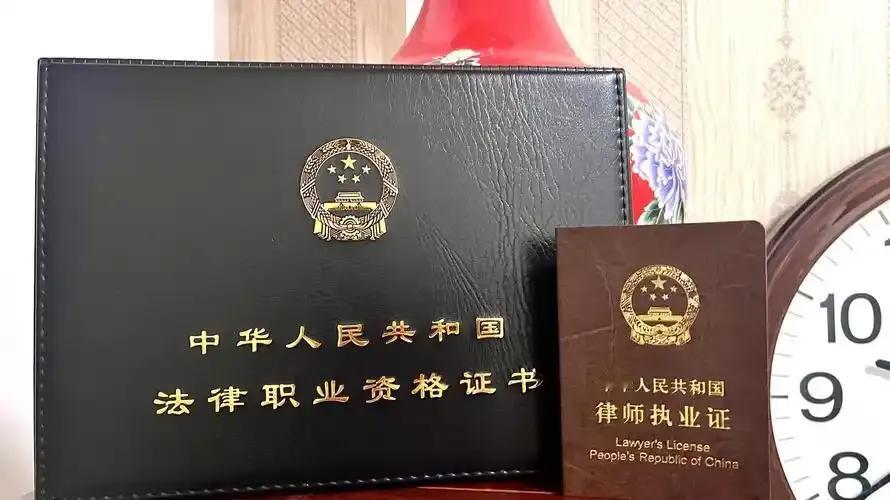 中华人民共和国
法律职业资格证书
人民共和国
律师执业证
Lawyer's License
People's Republic of China
10
9
8